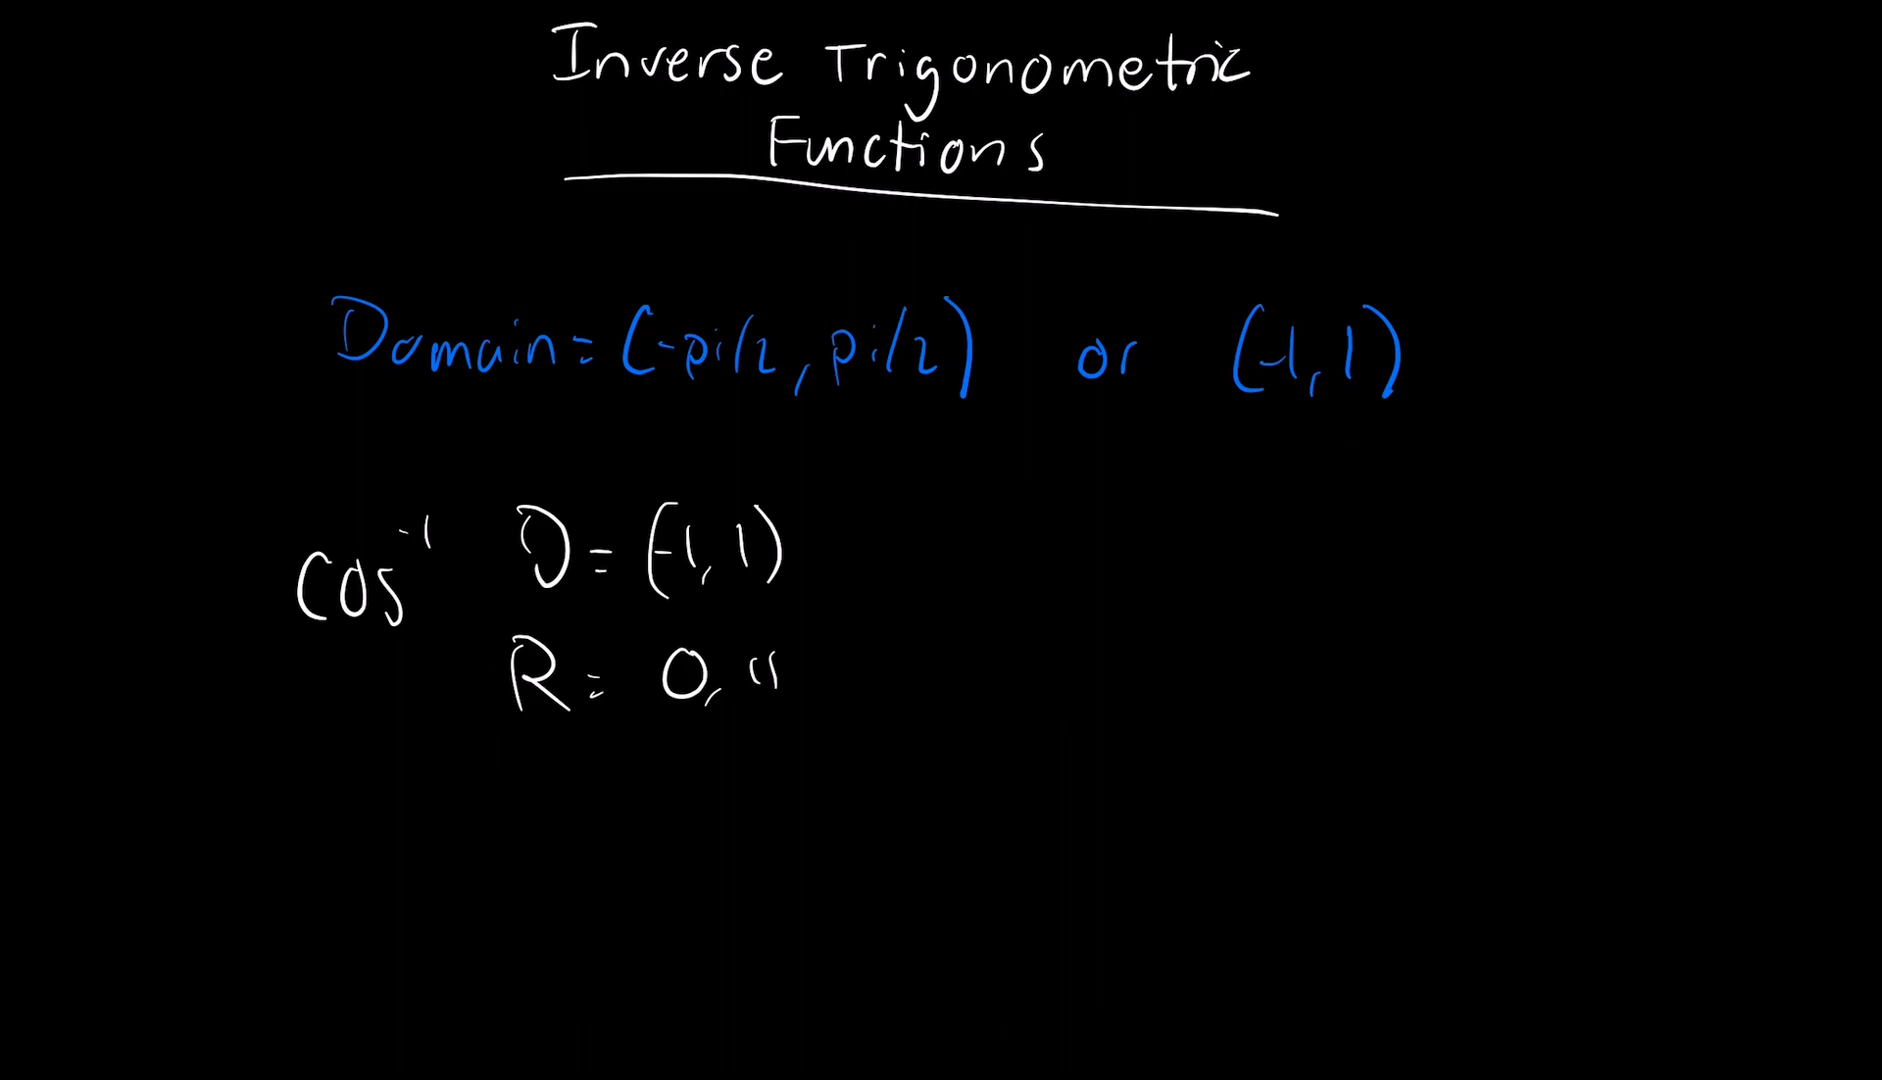 Inverse Trigonometric
Functions
Domain = (-pi/2, pi/2) or (-1, 1)
cos⁻¹ D = (-1, 1)
R = 0,